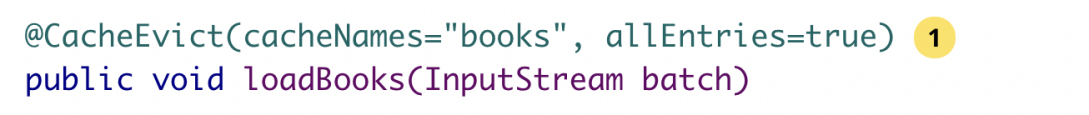 @CacheEvict(cacheNames="books", allEntries=true) 1
public void loadBooks(InputStream batch)